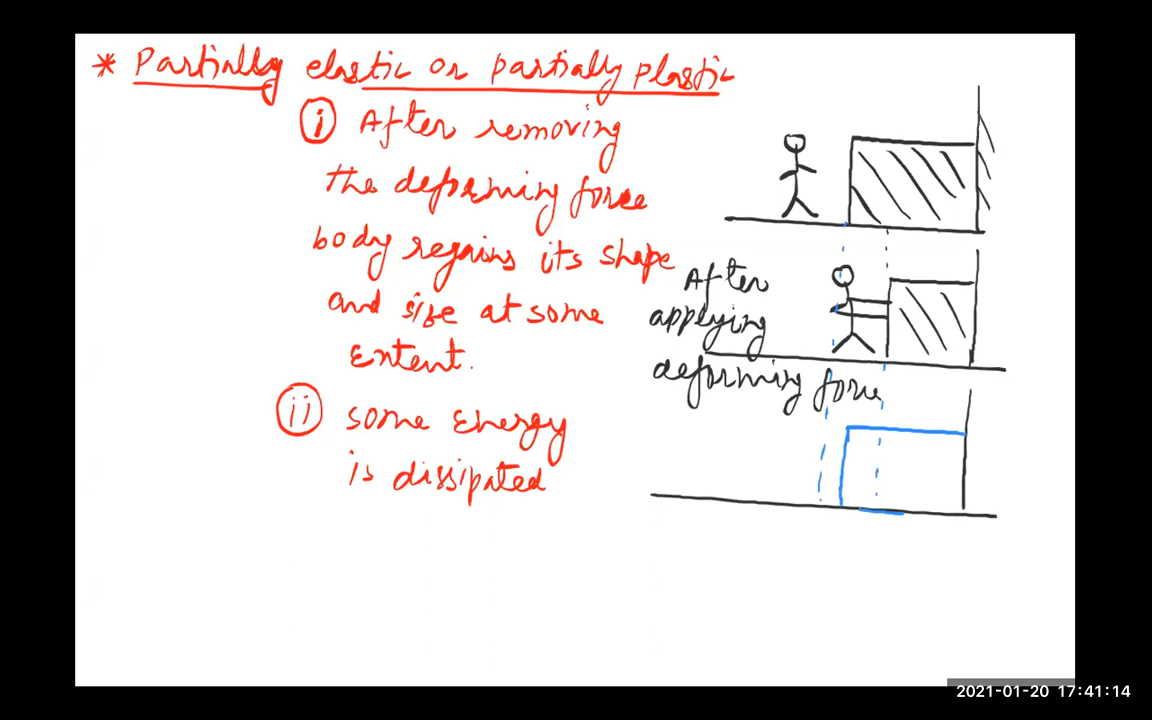 * Partially elastic or partially plastic
i After removing
the deforming force
body regains its shape
and size at some
Entent.
ii some Energy
is dissipated
After
applying
deforming force
2021-01-20 17:41:14